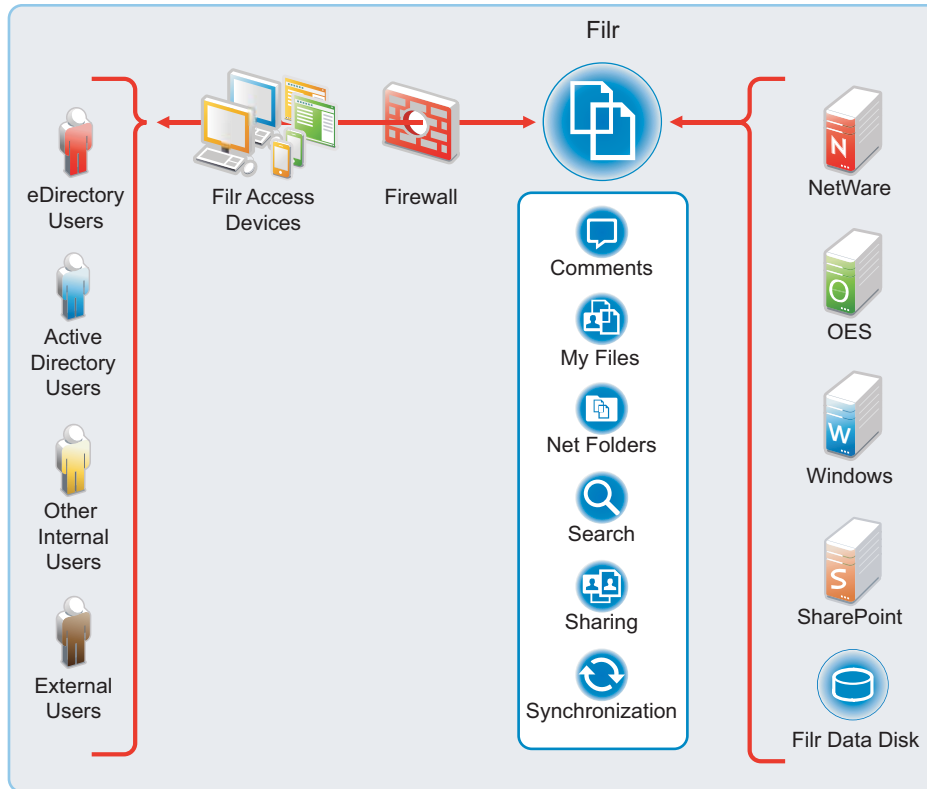 Filr
eDirectory
Users
Active
Directory
Users
Other
Internal
Users
External
Users
Filr Access
Devices
Firewall
Comments
My Files
Net Folders
Search
Sharing
Synchronization
N
NetWare
O
OES
W
Windows
S
SharePoint
Filr Data Disk